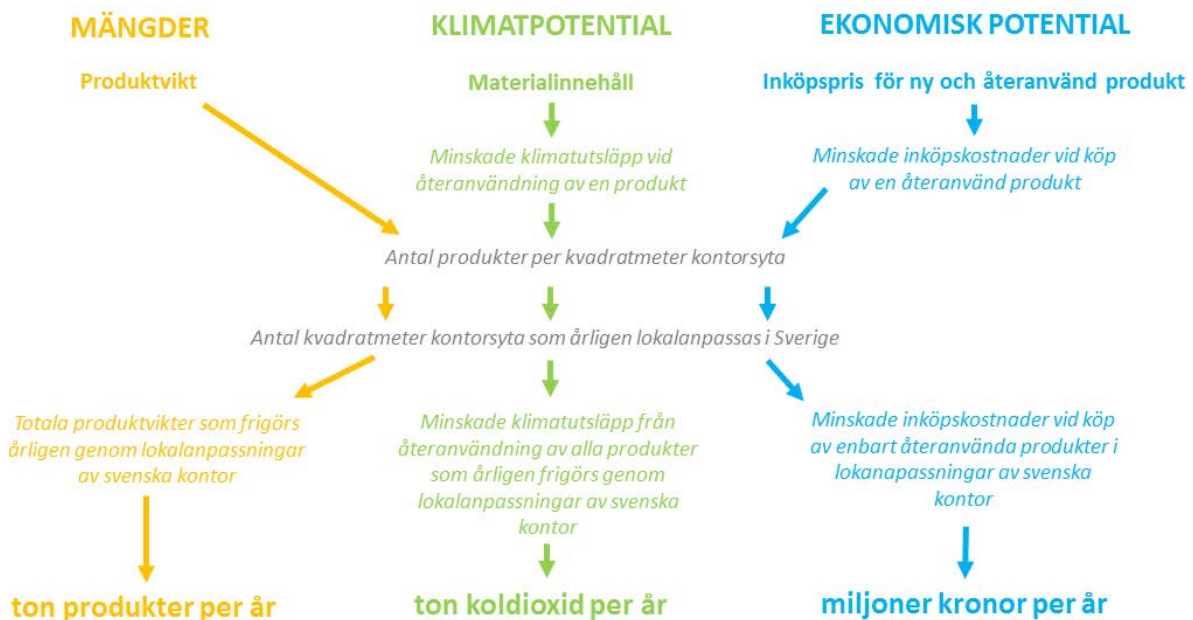 MÄNGDER
KLIMATPOTENTIAL
EKONOMISK POTENTIAL
Produktvikt
Materialinnehåll
Inköpspris för ny och återanvänd produkt
Minskade klimatutsläpp vid
återanvändning av en produkt
Minskade inköpskostnader vid köp
av en återanvänd produkt
Antal produkter per kvadratmeter kontorsyta
Antal kvadratmeter kontorsyta som årligen lokalanpassas i Sverige
Totala produktvikter som frigörs
årligen genom lokalanpassningar
av svenska kontor
Minskade klimatutsläpp från
återanvändning av alla produkter
som årligen frigörs genom
lokalanpassningar av svenska
kontor
Minskade inköpskostnader vid köp
av enbart återanvända produkter i
lokanapassningar av svenska
kontor
ton produkter per år
ton koldioxid per år
miljoner kronor per år